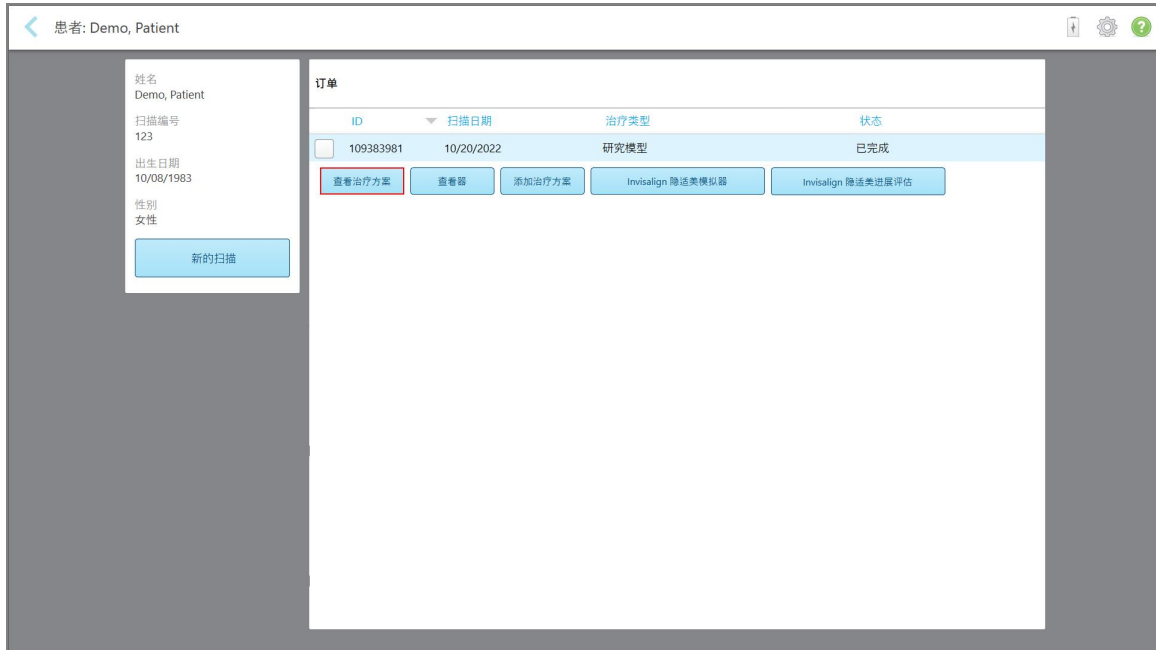 患者: Demo, Patient
姓名
Demo, Patient
扫描编号
123
出生日期
10/08/1983
性别
女性
新的扫描
订单
ID 扫描日期 治疗类型 状态
109383981 10/20/2022 研究模型 已完成
查看治疗方案 查看器 添加治疗方案 Invisalign 隐适美模拟器 Invisalign 隐适美进展评估